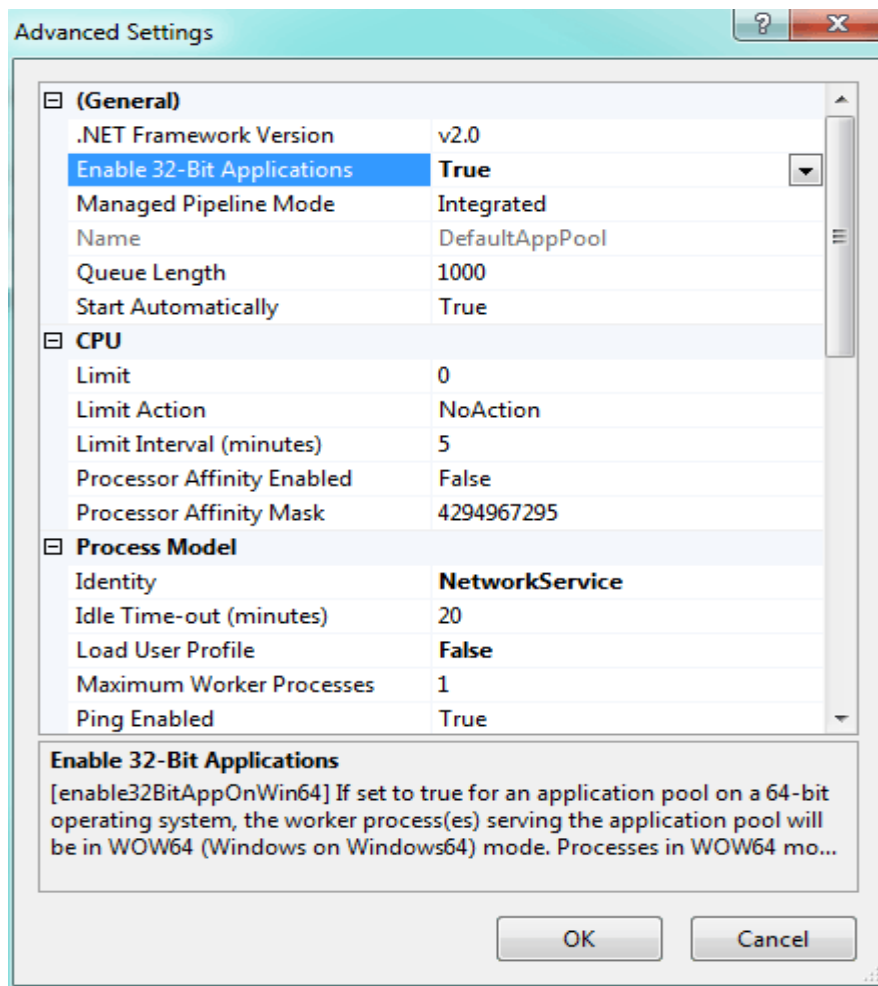 Advanced Settings
(General)
.NET Framework Version v2.0
Enable 32-Bit Applications True
Managed Pipeline Mode Integrated
Name DefaultAppPool
Queue Length 1000
Start Automatically True
CPU
Limit 0
Limit Action NoAction
Limit Interval (minutes) 5
Processor Affinity Enabled False
Processor Affinity Mask 4294967295
Process Model
Identity NetworkService
Idle Time-out (minutes) 20
Load User Profile False
Maximum Worker Processes 1
Ping Enabled True
Enable 32-Bit Applications
[enable32BitAppOnWin64] If set to true for an application pool on a 64-bit
operating system, the worker process(es) serving the application pool will
be in WOW64 (Windows on Windows64) mode. Processes in WOW64 mo...
OK Cancel